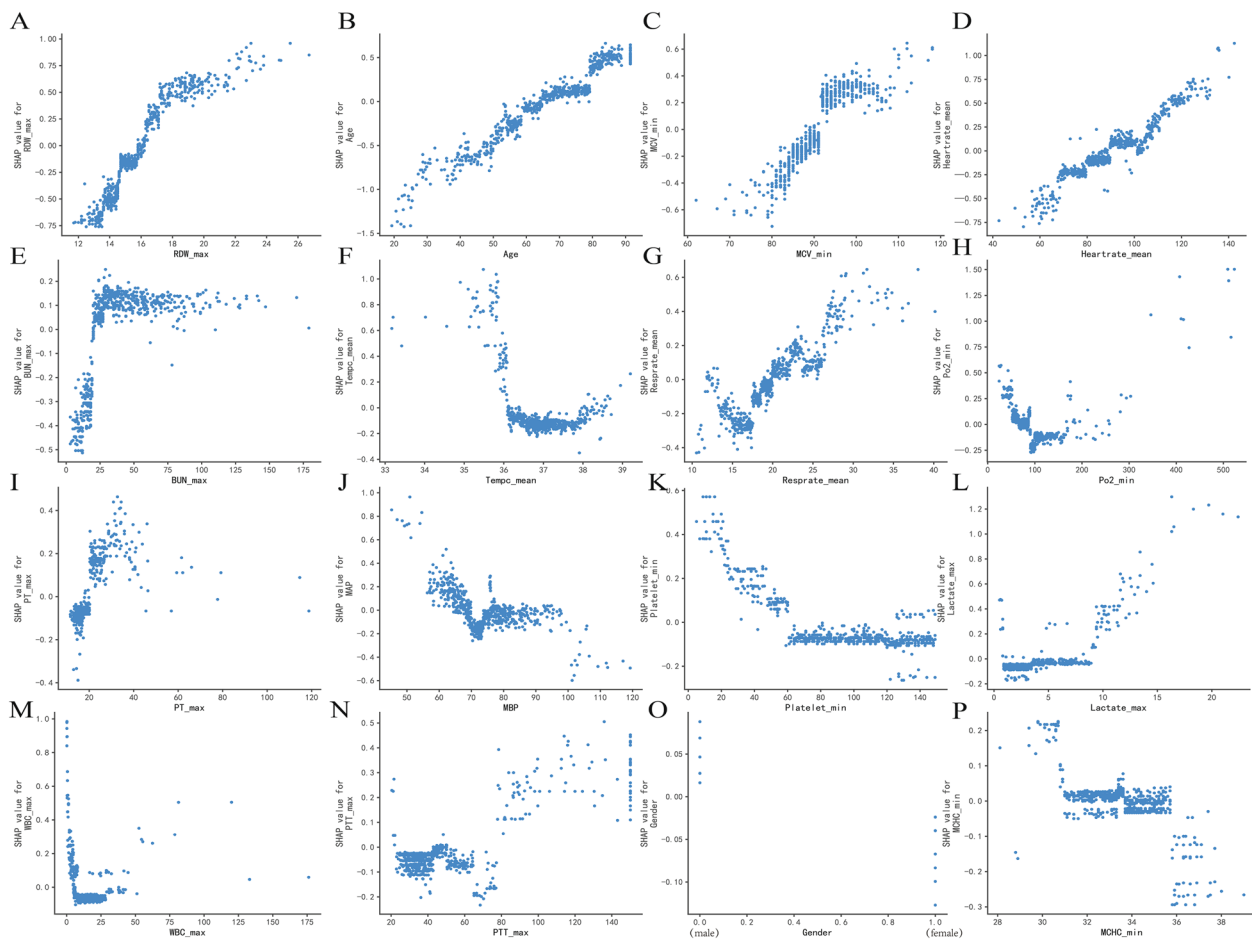 A
SHAP value for
RDW_max
1.00
0.75
0.50
0.25
0.00
−0.25
−0.50
−0.75
12 14 16 18 20 22 24 26
RDW_max
B
SHAP value for
Age
0.5
0.0
−0.5
−1.0
−1.5
20 30 40 50 60 70 80 90
Age
C
SHAP value for
MCV_min
0.6
0.4
0.2
0.0
−0.2
−0.4
−0.6
60 70 80 90 100 110 120
MCV_min
D
SHAP value for
Heartrate_mean
1.00
0.75
0.50
0.25
0.00
—0.25
—0.50
—0.75
40 60 80 100 120 140
Heartrate_mean
E
SHAP value for
BUN_max
0.2
0.1
0.0
−0.1
−0.2
−0.3
−0.4
−0.5
0 25 50 75 100 125 150 175
BUN_max
F
SHAP value for
Tempc_mean
1.0
0.8
0.6
0.4
0.2
0.0
−0.2
−0.4
33 34 35 36 37 38 39
Tempc_mean
G
SHAP value for
Resprate_mean
0.6
0.4
0.2
0.0
−0.2
−0.4
10 15 20 25 30 35 40
Resprate_mean
H
SHAP value for
Po2_min
1.50
1.25
1.00
0.75
0.50
0.25
0.00
—0.25
0 100 200 300 400 500
Po2_min
I
SHAP value for
PT_max
0.4
0.2
0.0
−0.2
−0.4
20 40 60 80 100 120
PT_max
J
SHAP value for
MAP
1.0
0.8
0.6
0.4
0.2
0.0
−0.2
−0.4
−0.6
50 60 70 80 90 100 110 120
MBP
K
SHAP value for
Platelet_min
0.6
0.4
0.2
0.0
−0.2
0 20 40 60 80 100 120 140
Platelet_min
L
SHAP value for
Lactate_max
1.2
1.0
0.8
0.6
0.4
0.2
0.0
−0.2
0 5 10 15 20
Lactate_max
M
SHAP value for
WBC_max
1.0
0.8
0.6
0.4
0.2
0.0
0 25 50 75 100 125 150 175
WBC_max
N
SHAP value for
PTT_max
0.5
0.4
0.3
0.2
0.1
0.0
−0.1
−0.2
20 40 60 80 100 120 140
PTT_max
O
SHAP value for
Gender
0.05
0.00
−0.05
−0.10
0.0 0.2 0.4 0.6 0.8 1.0
(male) Gender (female)
P
SHAP value for
MCHC_min
0.2
0.1
0.0
−0.1
−0.2
−0.3
28 30 32 34 36 38
MCHC_min